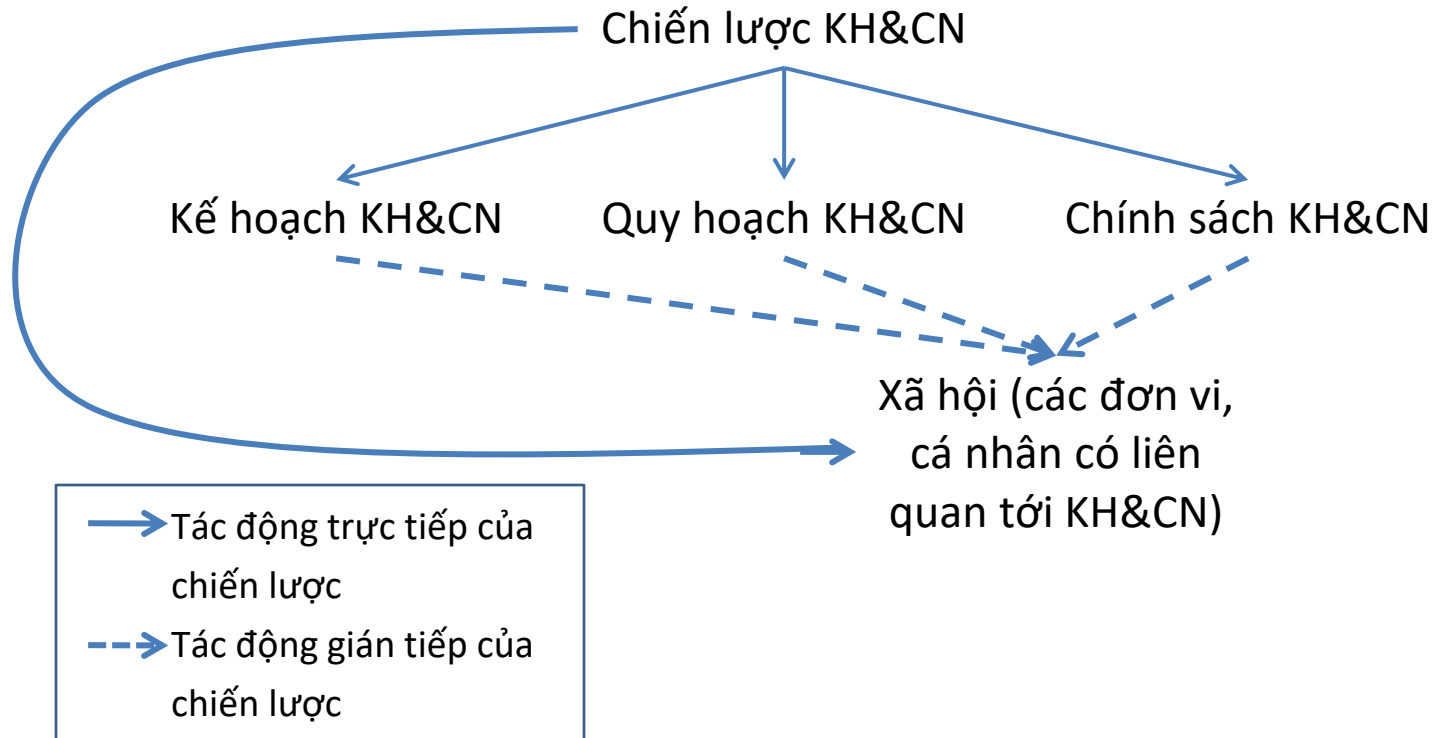 Chiến lược KH&CN
Kế hoạch KH&CN
Quy hoạch KH&CN
Chính sách KH&CN
Xã hội (các đơn vi,
cá nhân có liên
quan tới KH&CN)
Tác động trực tiếp của
chiến lược
Tác động gián tiếp của
chiến lược